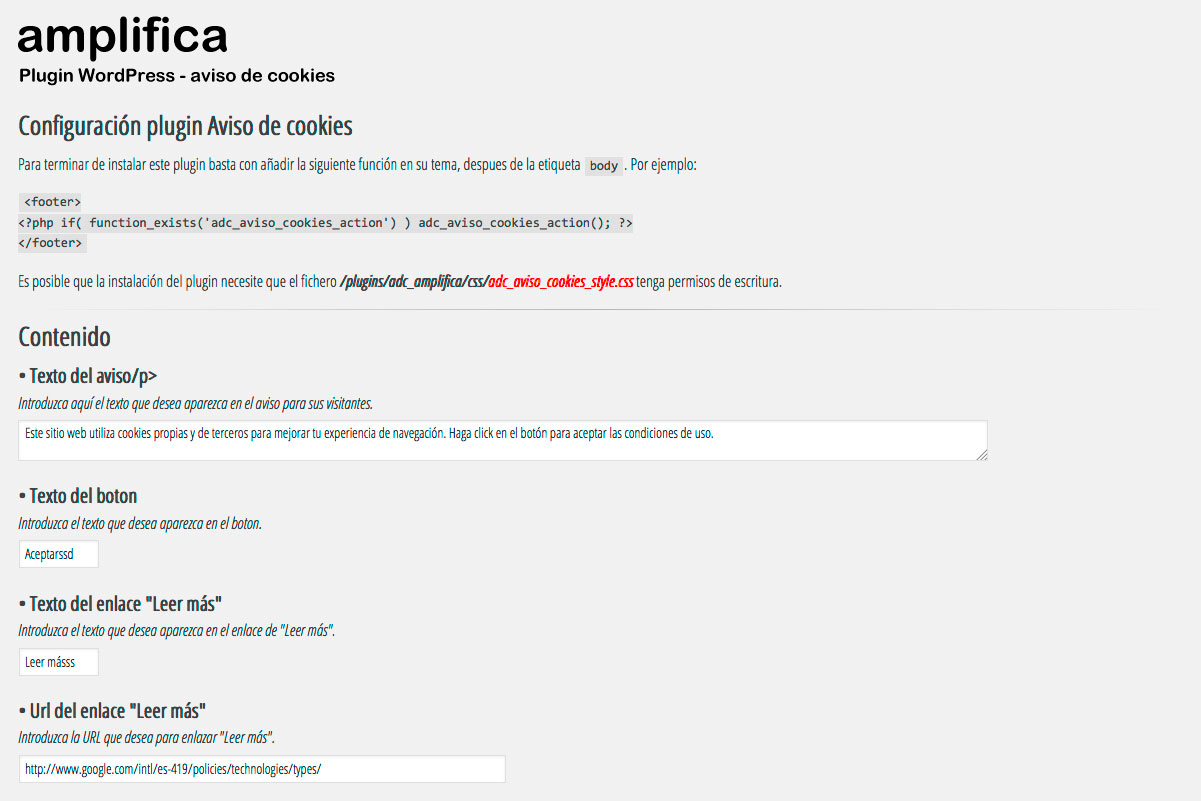 amplifica
Plugin WordPress - aviso de cookies
Configuración plugin Aviso de cookies
Para terminar de instalar este plugin basta con añadir la siguiente función en su tema, despues de la etiqueta body . Por ejemplo:
<footer>
<?php if( function_exists('adc_aviso_cookies_action') ) adc_aviso_cookies_action(); ?>
</footer>
Es posible que la instalación del plugin necesite que el fichero /plugins/adc_amplifica/css/adc_aviso_cookies_style.css tenga permisos de escritura.
Contenido
• Texto del aviso/p>
Introduzca aquí el texto que desea aparezca en el aviso para sus visitantes.
Este sitio web utiliza cookies propias y de terceros para mejorar tu experiencia de navegación. Haga click en el botón para aceptar las condiciones de uso.
• Texto del boton
Introduzca el texto que desea aparezca en el boton.
Aceptarssd
• Texto del enlace "Leer más"
Introduzca el texto que desea aparezca en el enlace de "Leer más".
Leer másss
• Url del enlace "Leer más"
Introduzca la URL que desea para enlazar "Leer más".
http://www.google.com/intl/es-419/policies/technologies/types/